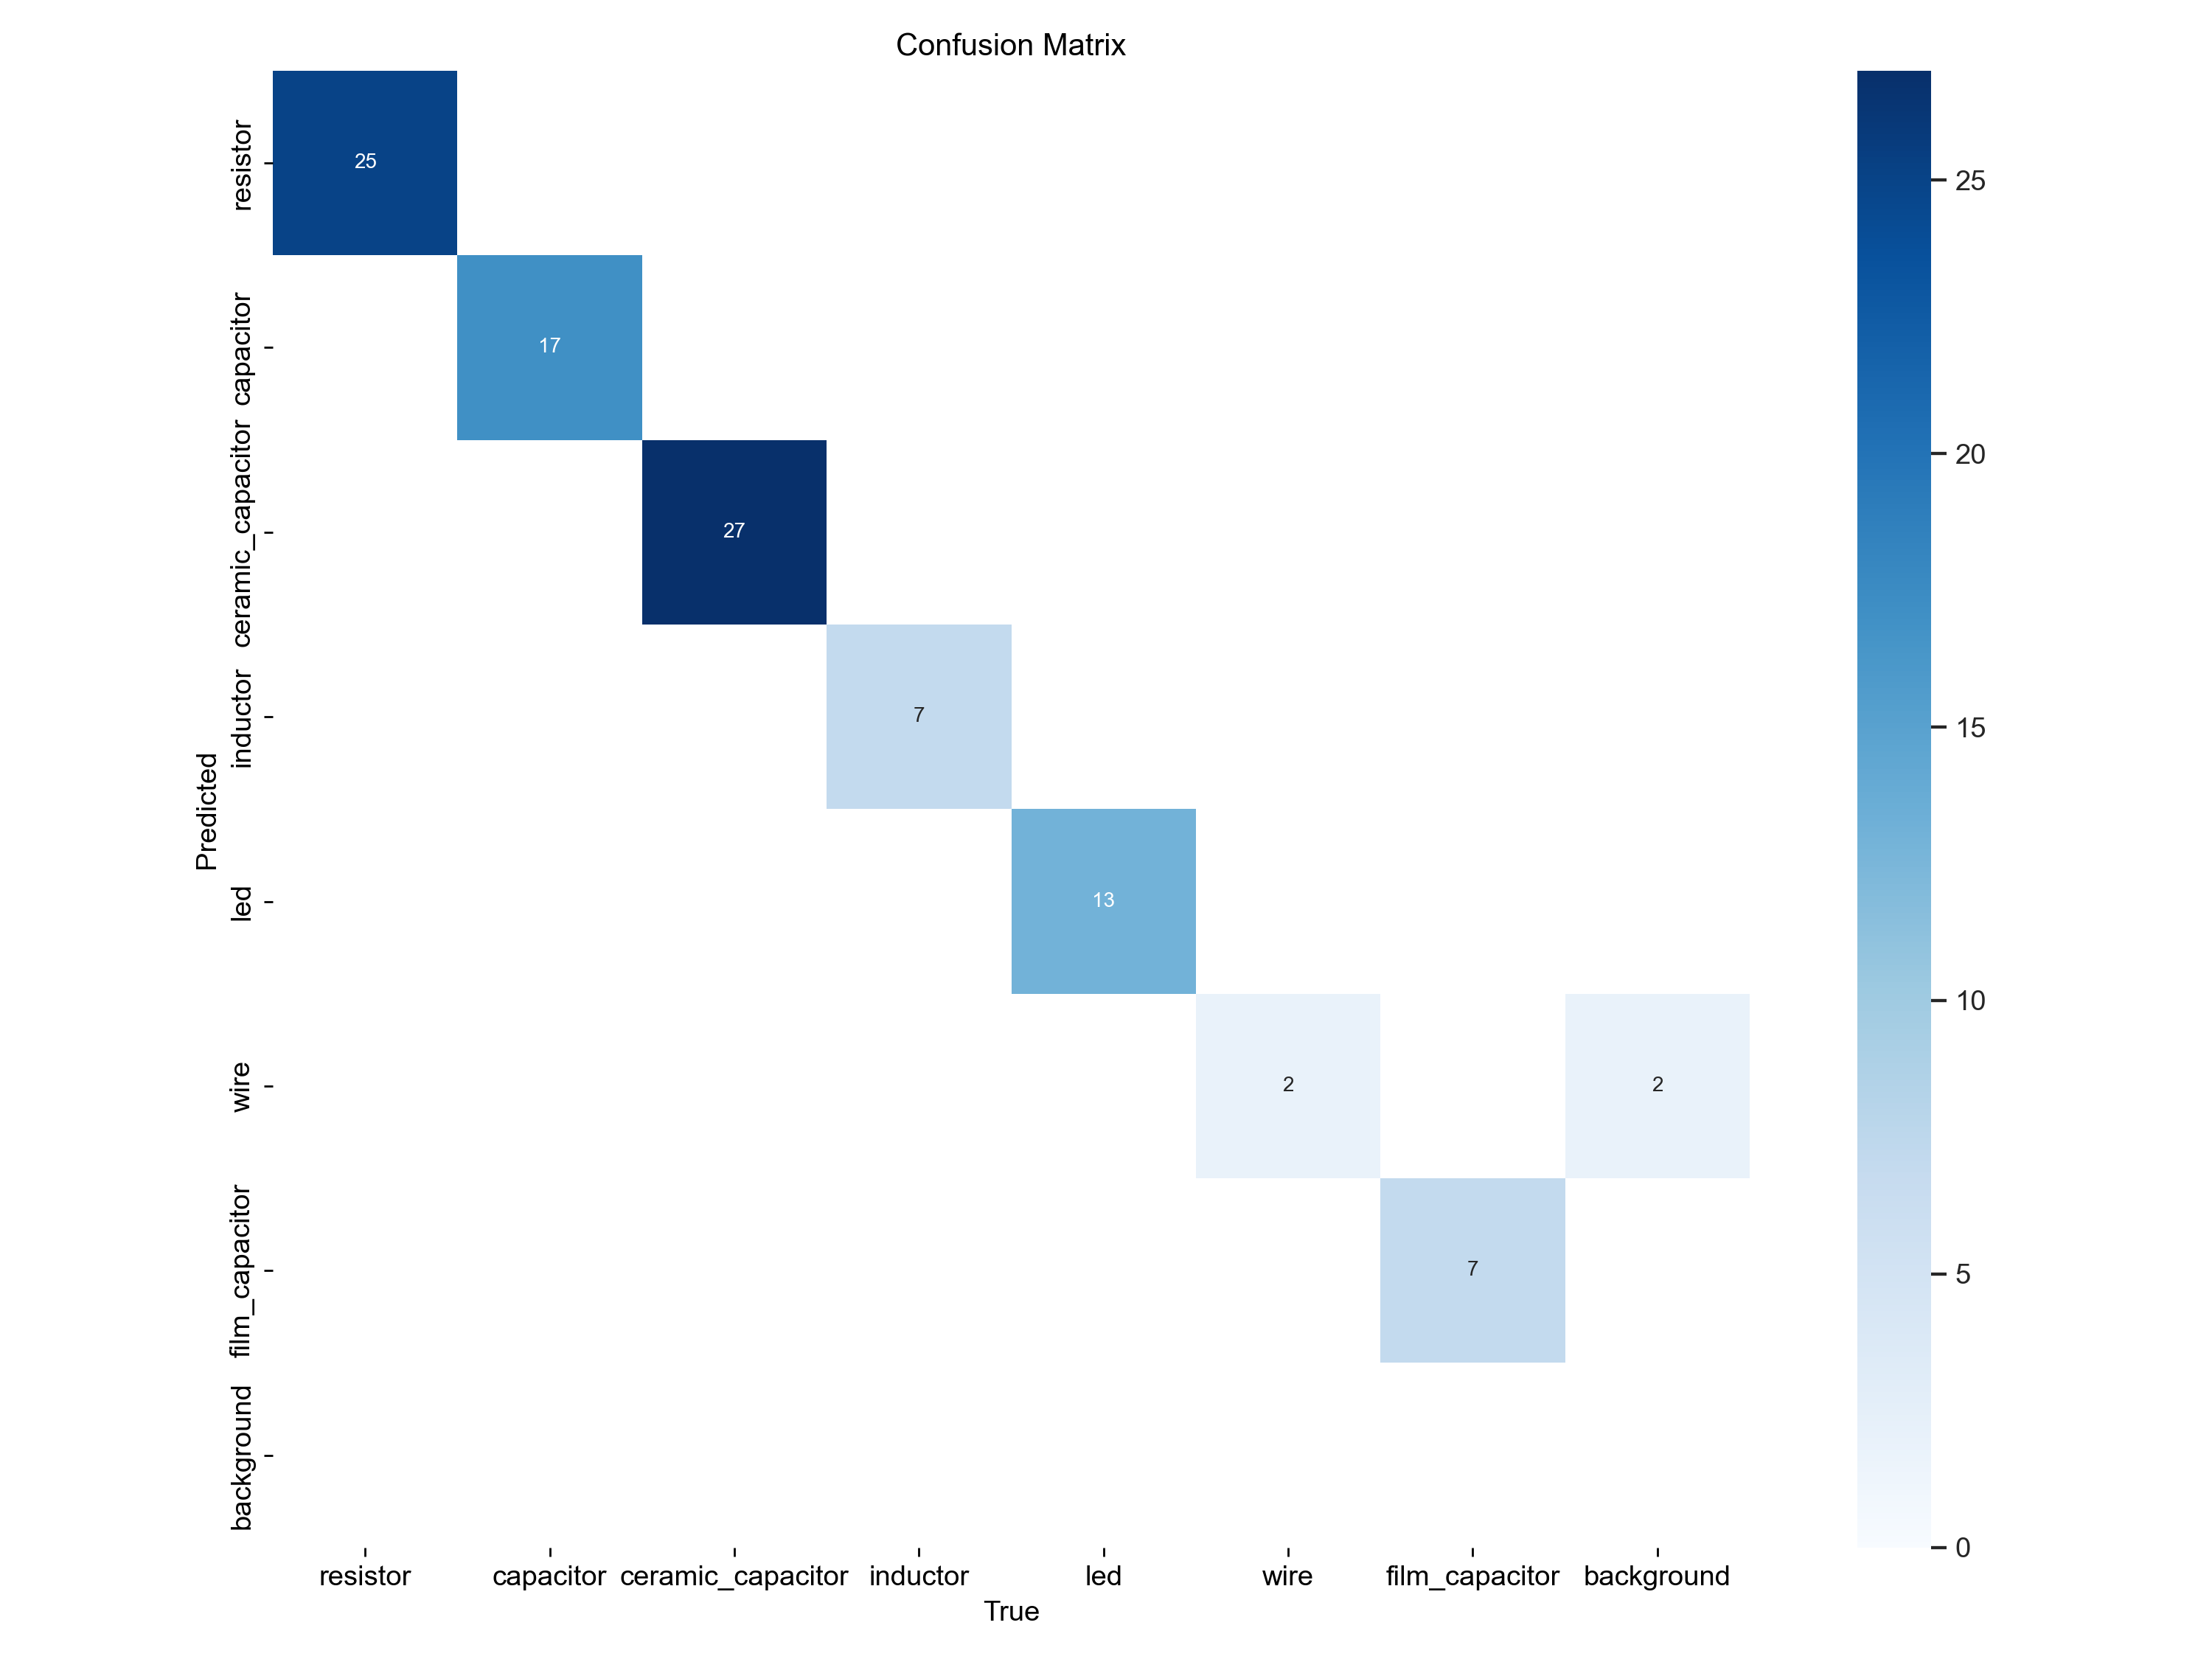 Confusion Matrix
resistor
capacitor
ceramic_capacitor
inductor
led
wire
film_capacitor
background
Predicted
25
17
27
7
13
2
2
7
resistor
capacitor
ceramic_capacitor
inductor
led
wire
film_capacitor
background
True
25
20
15
10
5
0